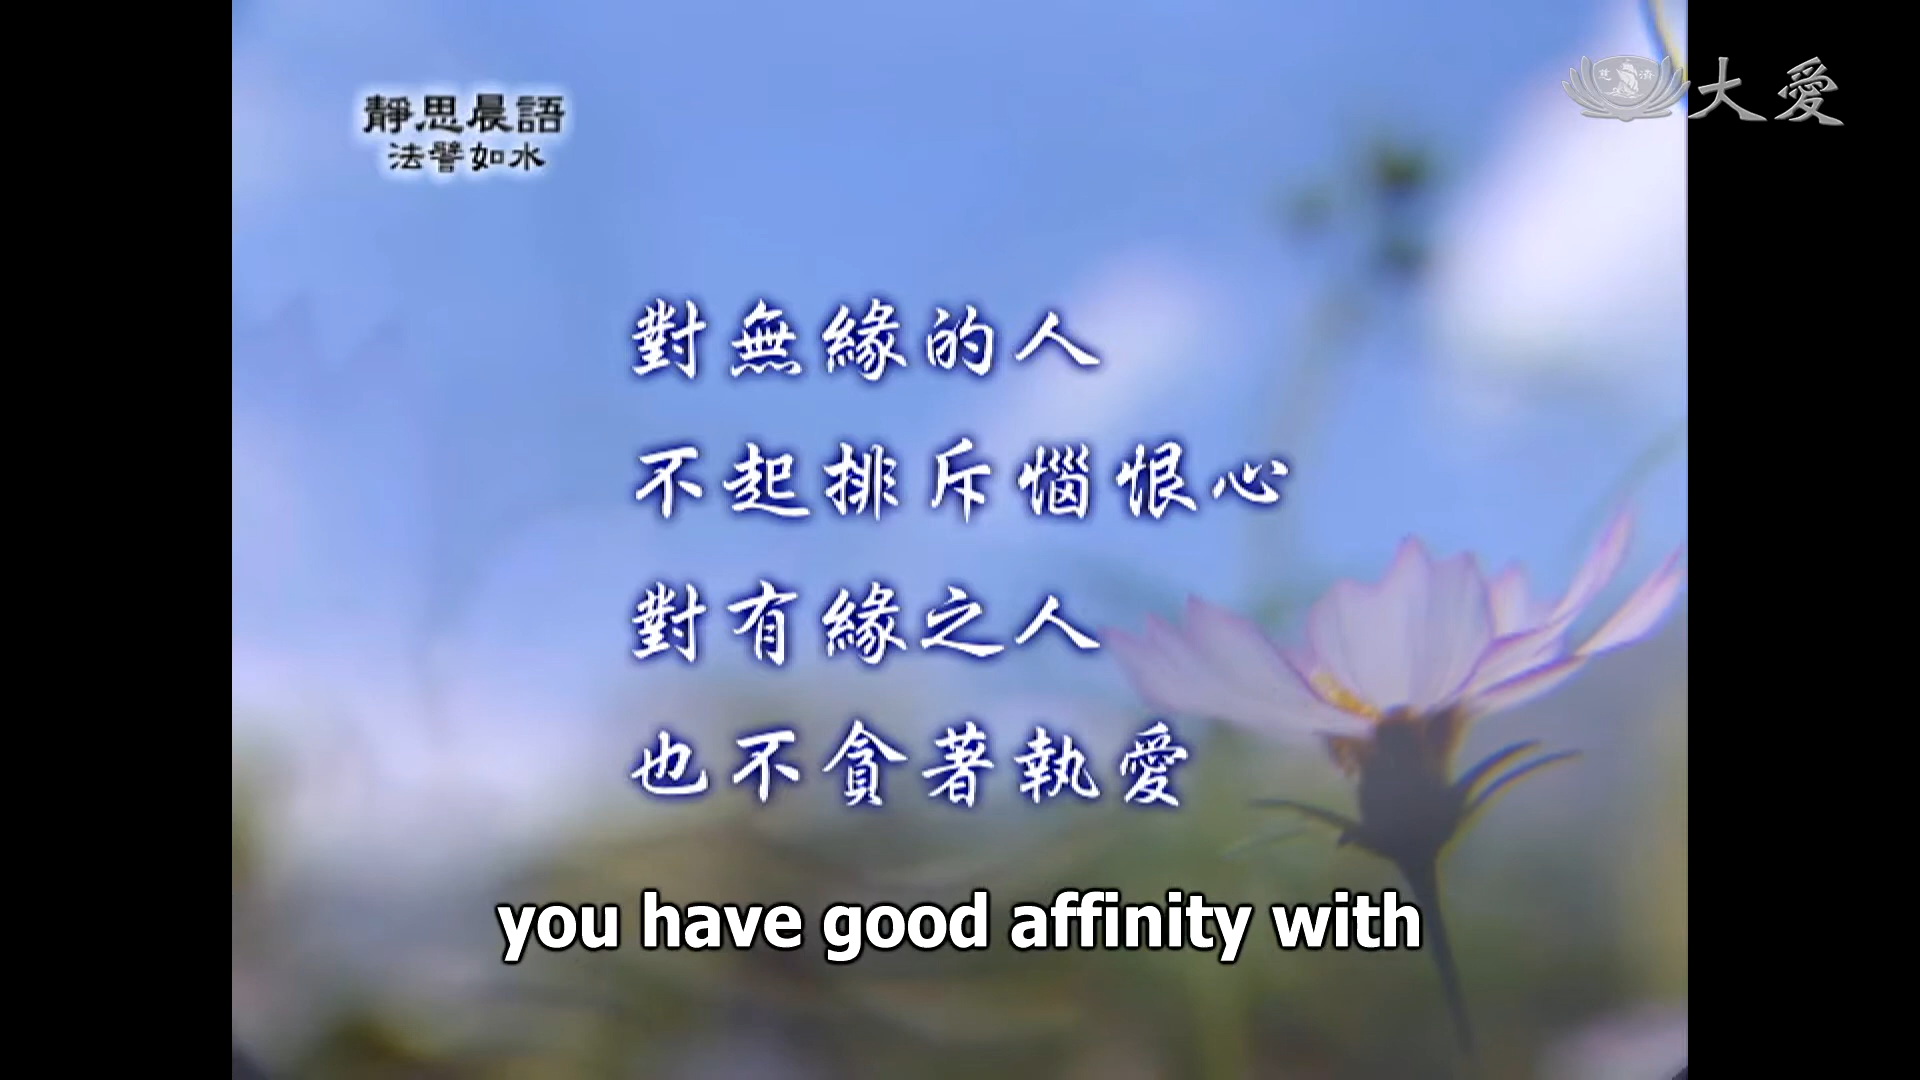 靜思晨語
法譬如水
慈濟
大愛
對無緣的人
不起排斥惱恨心
對有緣之人
也不貪著執愛
you have good affinity with